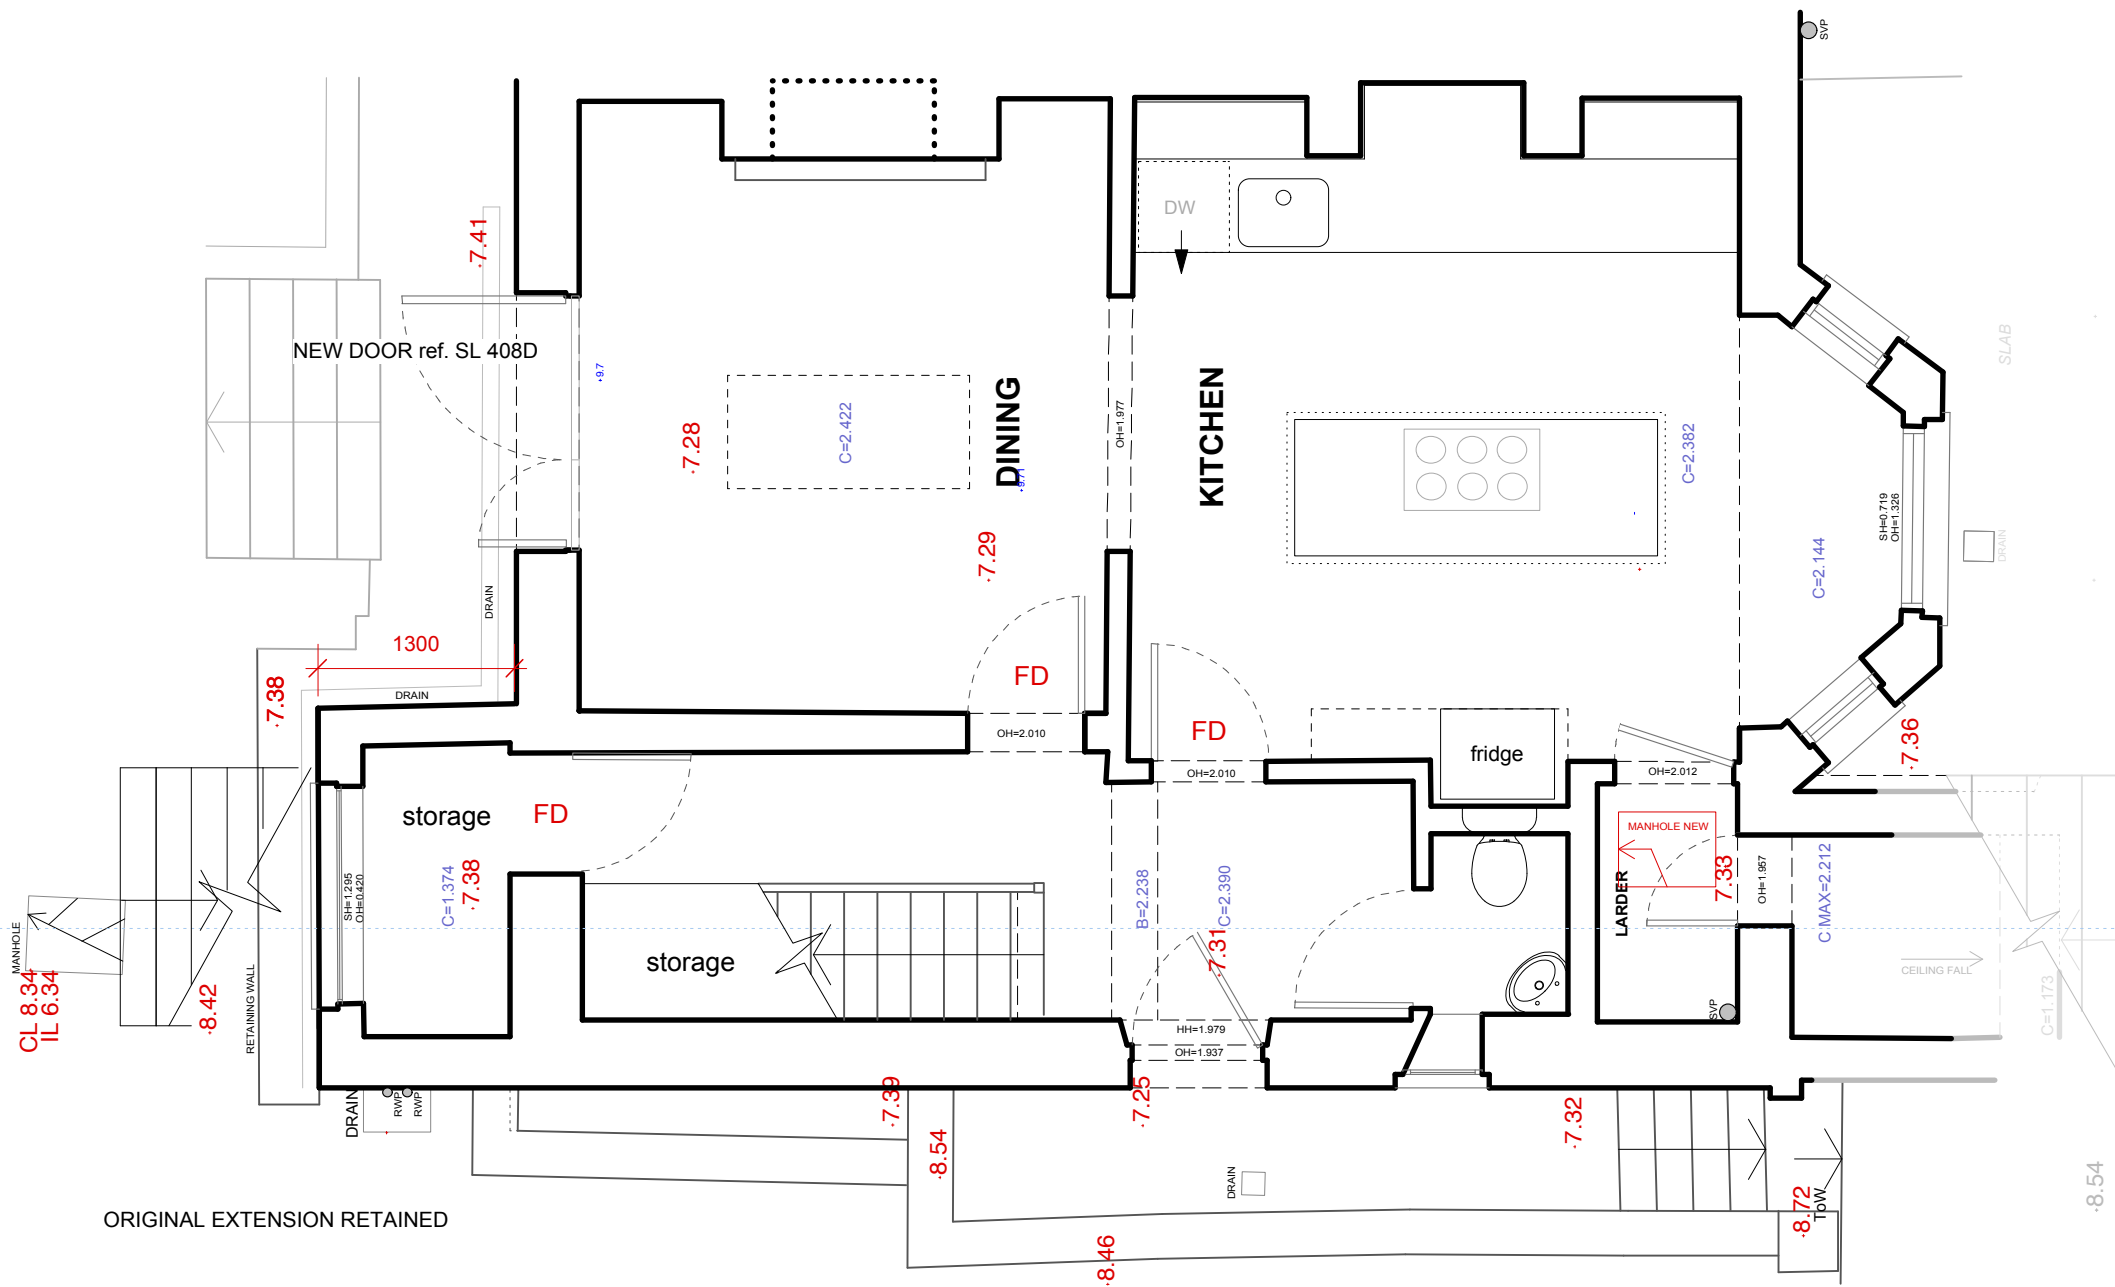 SVP
DW
·7.41
NEW DOOR ref. SL 408D
+9.7
·7.28
C=2.422
DINING
+9.71
OH=1.977
KITCHEN
C=2.382
SLAB
SH=0.719
OH=1.326
DRAIN
C=2.144
·7.29
DRAIN
1300
DRAIN
·7.38
FD
FD
OH=2.010
OH=2.010
fridge
OH=2.012
·7.36
storage
FD
C=1.374
·7.38
SH=1.295
OH=0.420
B=2.238
C=2.390
·7.31
MANHOLE NEW
LARDER
7.33
OH=1.957
C MAX=2.212
MANHOLE
CL 8.34
IL 6.34
·8.42
RETAINING WALL
storage
CEILING FALL
C=1.173
SVP
HH=1.979
OH=1.937
DRAIN
RWP
RWP
·7.39
·7.25
·7.32
·8.54
DRAIN
·8.72
ToW
·8.54
ORIGINAL EXTENSION RETAINED
·8.46